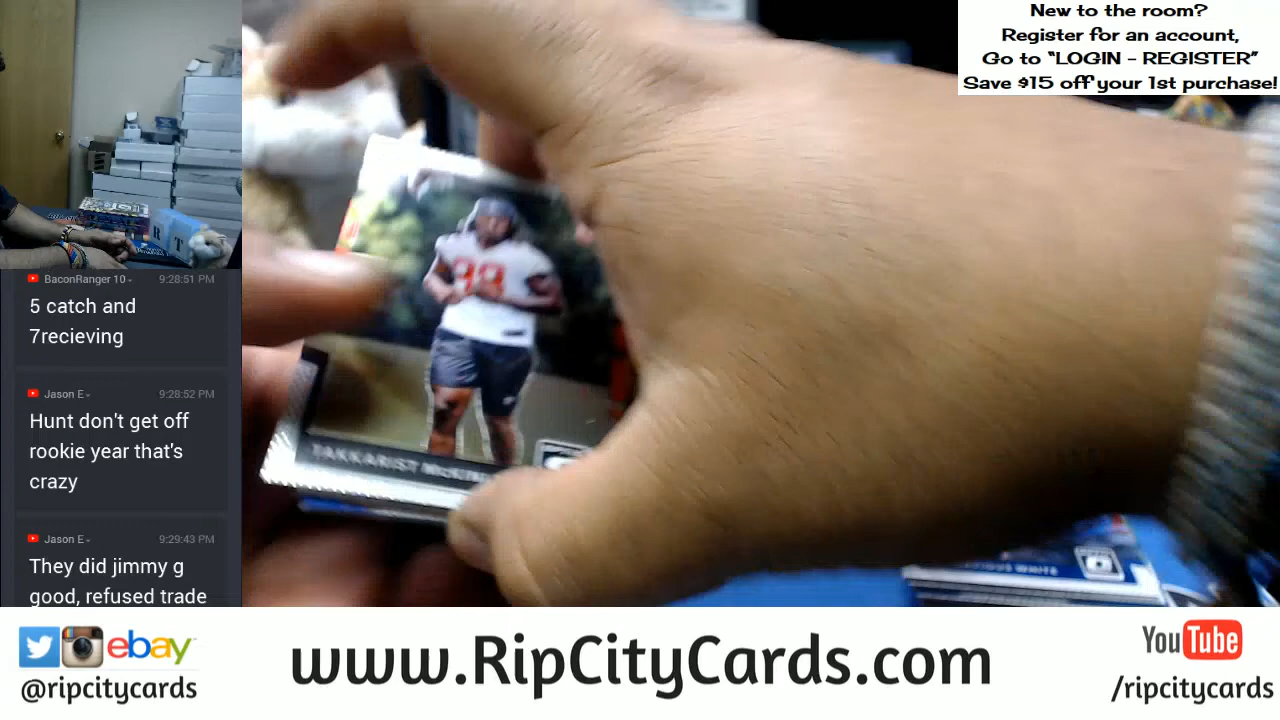 New to the room?
Register for an account,
Go to “LOGIN - REGISTER”
Save $15 off your 1st purchase!
BaconRanger 10
9:28:51 PM
5 catch and
7recieving
Jason E
9:28:52 PM
Hunt don't get off
rookie year that's
crazy
Jason E
9:29:43 PM
They did jimmy g
good, refused trade
98
TAKKARIST
WHITE
R T
ebay
@ripcitycards
www.RipCityCards.com
YouTube
/ripcitycards